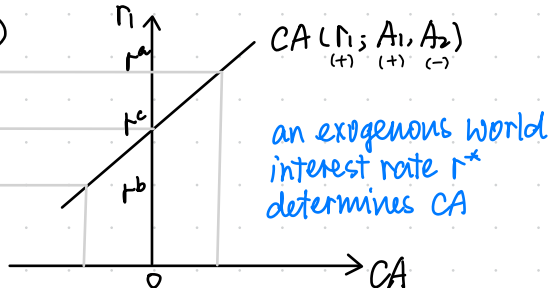 )
r₁
CA(r₁; A₁, A₂)
(+) (+) (-)
rᵃ
rᶜ
an exogenous world
interest rate r*
rᵇ
determines CA
0
CA